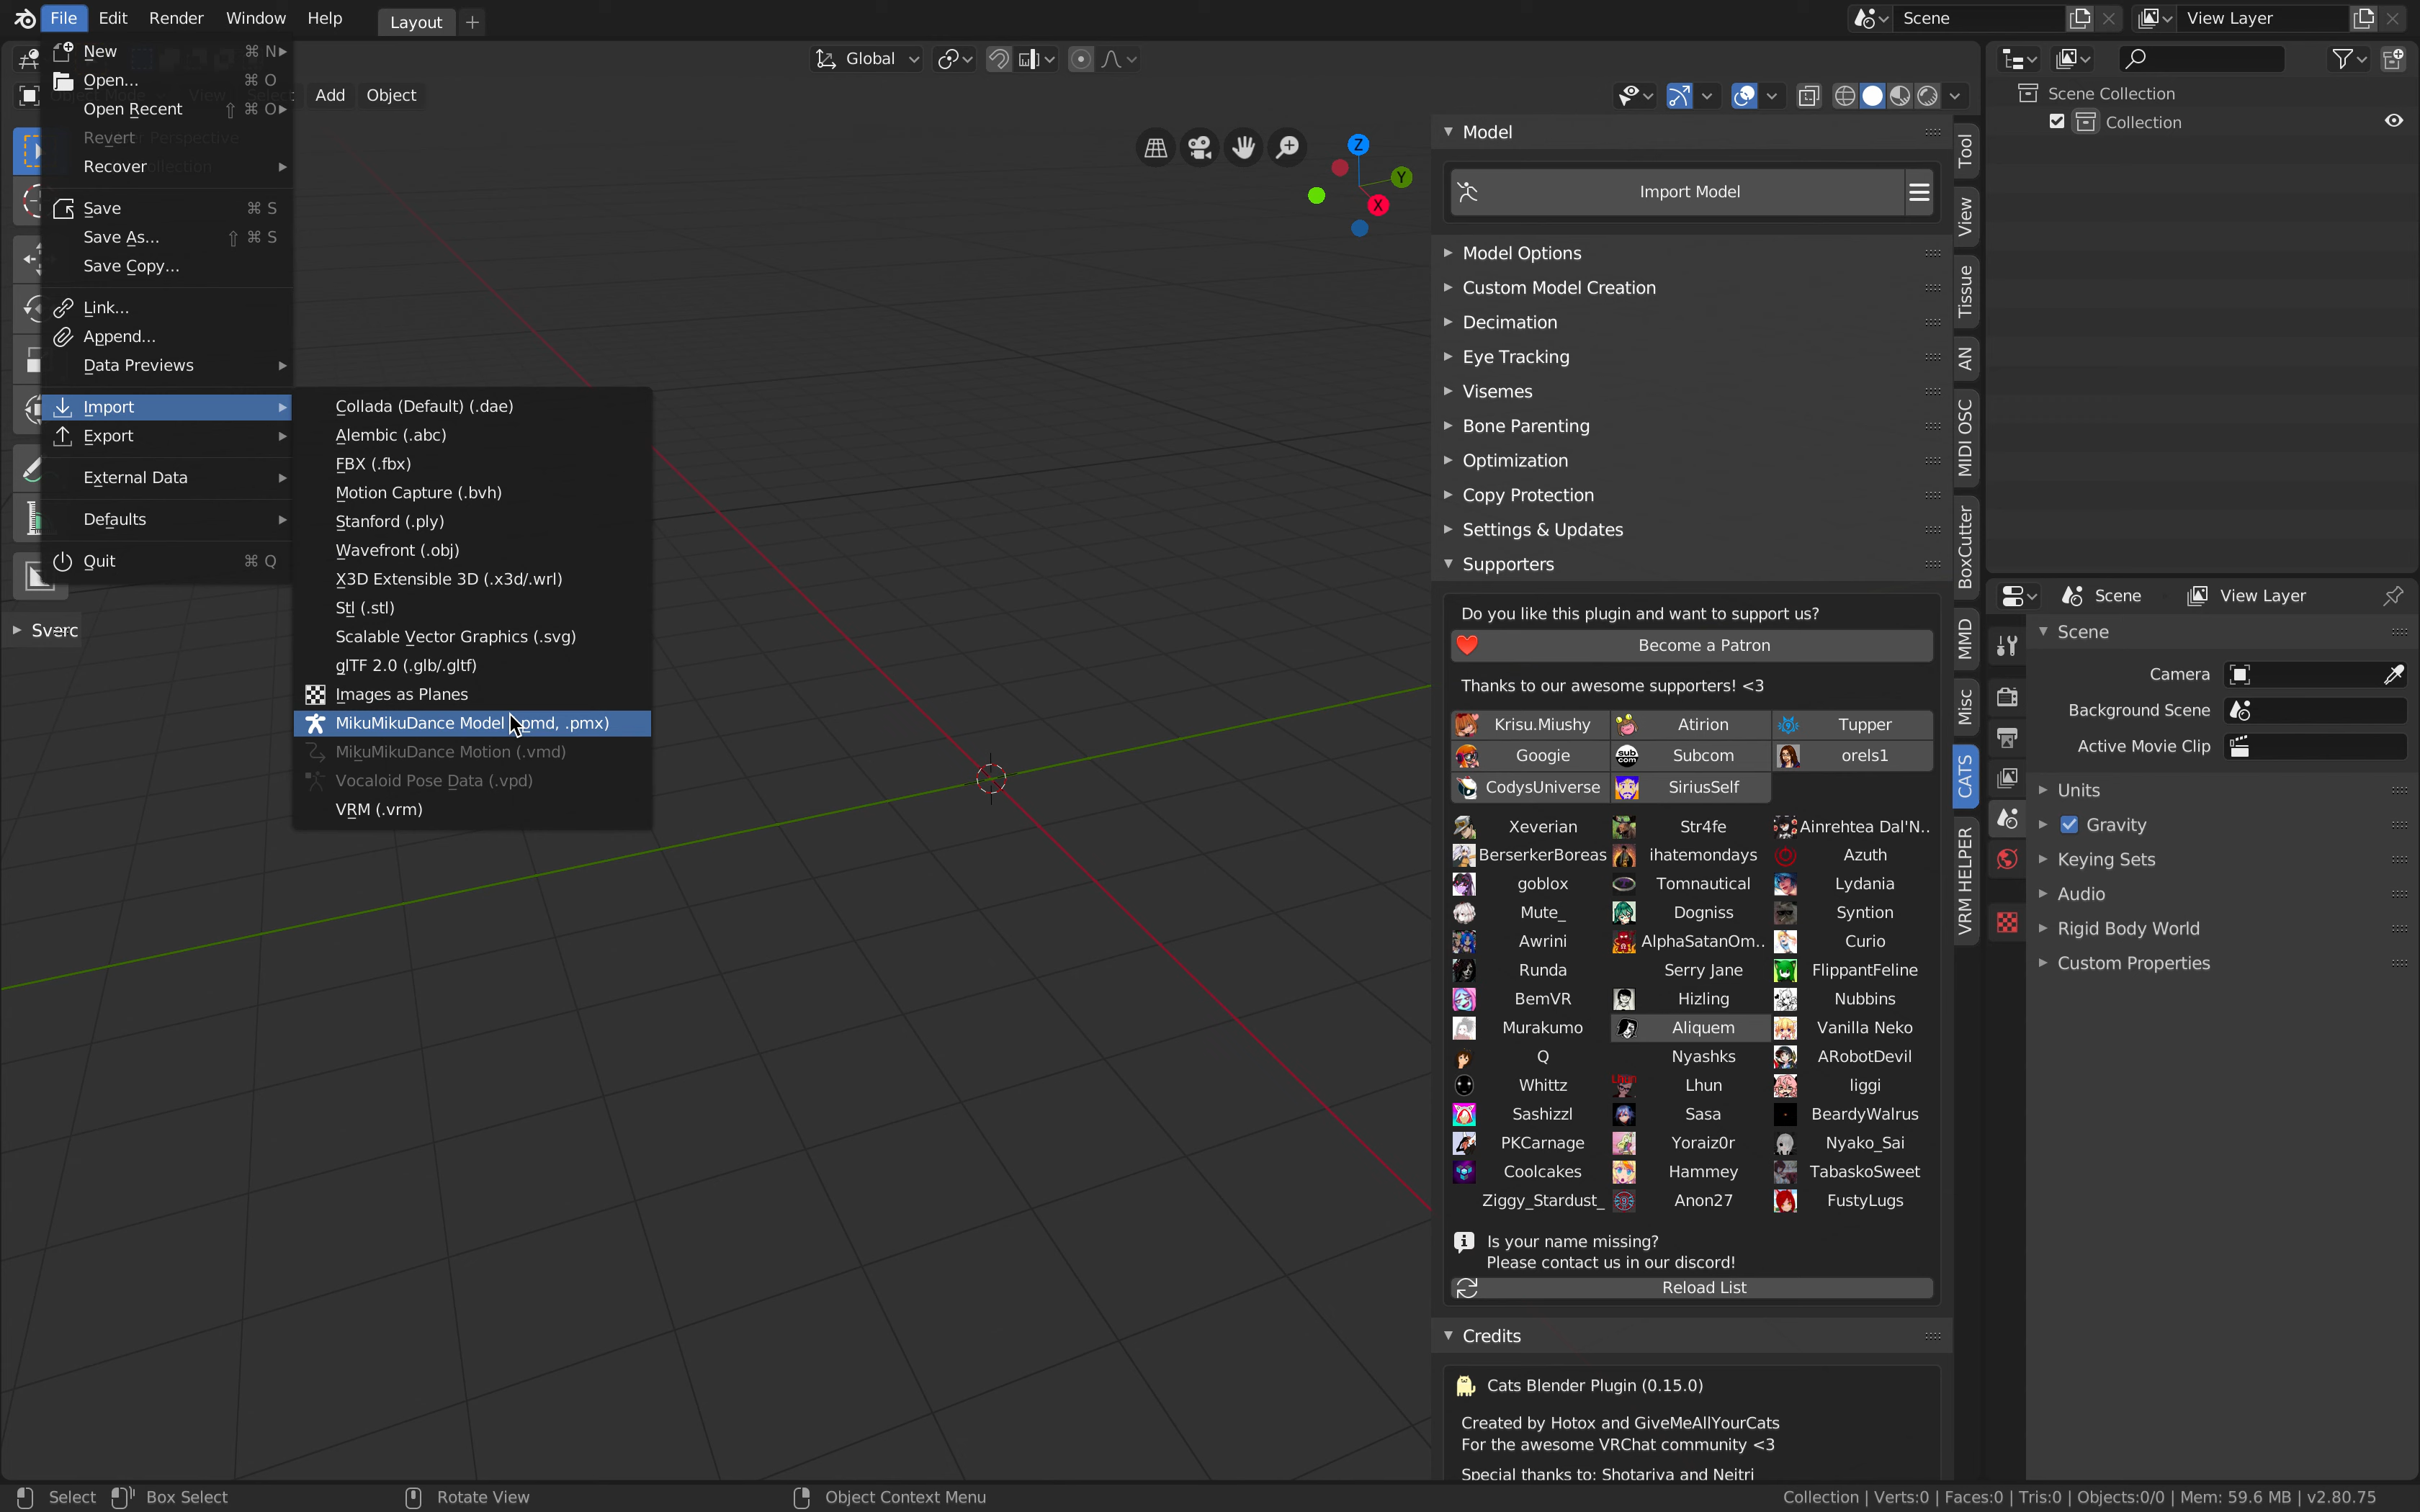 File Edit Render Window Help Layout + Scene View Layer
New ⌘ N
Open... ⌘ O
Open Recent ⇧ ⌘ O
Revert
Recover
Save ⌘ S
Save As... ⇧ ⌘ S
Save Copy...
Link...
Append...
Data Previews
Import
Export
External Data
Defaults
Quit ⌘ Q
Collada (Default) (.dae)
Alembic (.abc)
FBX (.fbx)
Motion Capture (.bvh)
Stanford (.ply)
Wavefront (.obj)
X3D Extensible 3D (.x3d/.wrl)
Stl (.stl)
Scalable Vector Graphics (.svg)
glTF 2.0 (.glb/.gltf)
Images as Planes
MikuMikuDance Model (.pmd, .pmx)
MikuMikuDance Motion (.vmd)
Vocaloid Pose Data (.vpd)
VRM (.vrm)
Global
Add Object
Z
Y
X
Model
Import Model
Model Options
Custom Model Creation
Decimation
Eye Tracking
Visemes
Bone Parenting
Optimization
Copy Protection
Settings & Updates
Supporters
Do you like this plugin and want to support us?
Become a Patron
Thanks to our awesome supporters! <3
Krisu.Miushy Atirion Tupper
Googie Subcom orels1
CodysUniverse SiriusSelf
Xeverian Str4fe Ainrehtea Dal'N..
BerserkerBoreas ihatemondays Azuth
goblox Tomnautical Lydania
Mute_ Dogniss Syntion
Awrini AlphaSatanOm.. Curio
Runda Serry Jane FlippantFeline
BemVR Hizling Nubbins
Murakumo Aliquem Vanilla Neko
Q Nyashks ARobotDevil
Whittz Lhun liggi
Sashizzl Sasa BeardyWalrus
PKCarnage Yoraiz0r Nyako_Sai
Coolcakes Hammey TabaskoSweet
Ziggy_Stardust_ Anon27 FustyLugs
Is your name missing?
Please contact us in our discord!
Reload List
Credits
Cats Blender Plugin (0.15.0)
Created by Hotox and GiveMeAllYourCats
For the awesome VRChat community <3
Special thanks to: Shotariya and Neitri
Tool
View
Tissue
AN
MIDI OSC
BoxCutter
MMD
Misc
CATS
VRM HELPER
Scene Collection
Collection
Scene View Layer
Scene
Camera
Background Scene
Active Movie Clip
Units
Gravity
Keying Sets
Audio
Rigid Body World
Custom Properties
Select Box Select Rotate View Object Context Menu Collection | Verts:0 | Faces:0 | Tris:0 | Objects:0/0 | Mem: 59.6 MB | v2.80.75